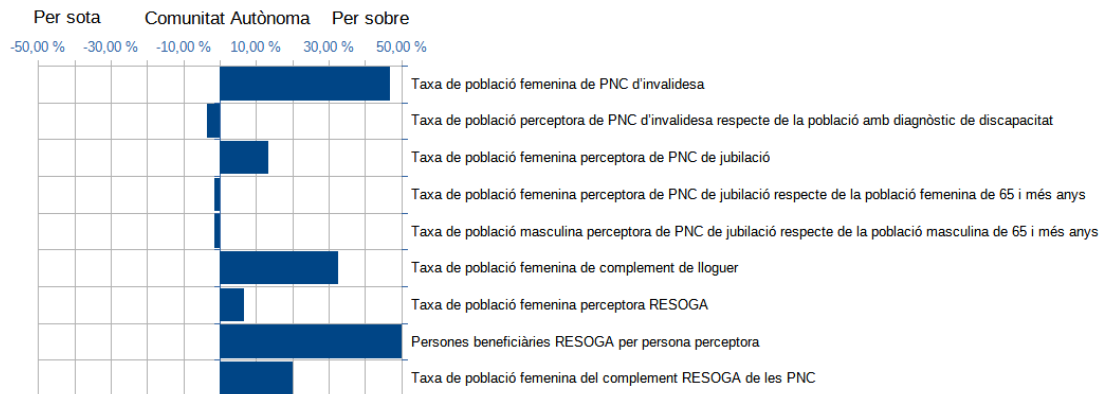 Per sota Comunitat Autònoma Per sobre
-50,00 % -30,00 % -10,00 % 10,00 % 30,00 % 50,00 %
Taxa de població femenina de PNC d'invalidesa
Taxa de població perceptora de PNC d'invalidesa respecte de la població amb diagnòstic de discapacitat
Taxa de població femenina perceptora de PNC de jubilació
Taxa de població femenina perceptora de PNC de jubilació respecte de la població femenina de 65 i més anys
Taxa de població masculina perceptora de PNC de jubilació respecte de la població masculina de 65 i més anys
Taxa de població femenina de complement de lloguer
Taxa de població femenina perceptora RESOGA
Persones beneficiàries RESOGA per persona perceptora
Taxa de població femenina del complement RESOGA de les PNC